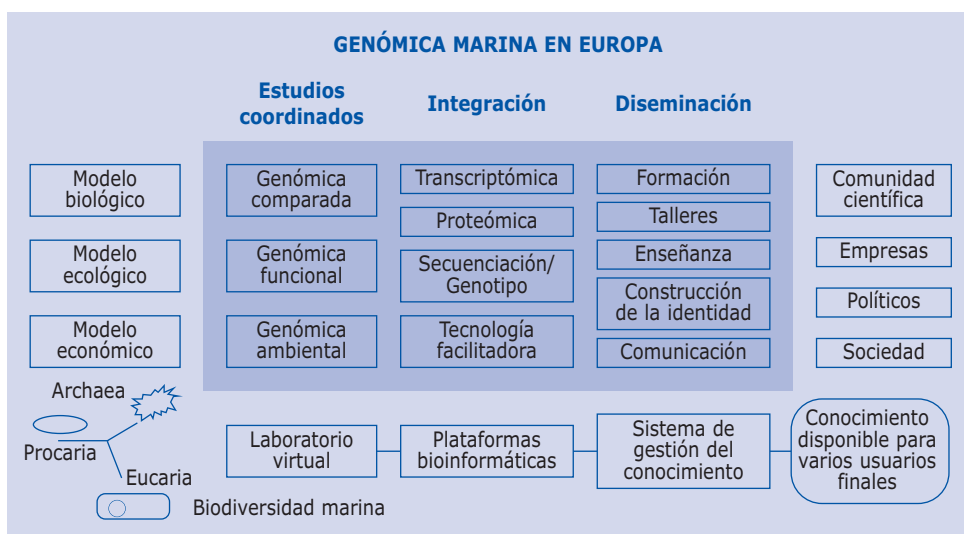 GENÓMICA MARINA EN EUROPA
Estudios
coordinados
Integración
Diseminación
Modelo
biológico
Modelo
ecológico
Modelo
económico
Genómica
comparada
Genómica
funcional
Genómica
ambiental
Transcriptómica
Proteómica
Secuenciación/
Genotipo
Tecnología
facilitadora
Formación
Talleres
Enseñanza
Construcción
de la identidad
Comunicación
Comunidad
científica
Empresas
Políticos
Sociedad
Archaea
Procaria
Eucaria
Biodiversidad marina
Laboratorio
virtual
Plataformas
bioinformáticas
Sistema de
gestión del
conocimiento
Conocimiento
disponible para
varios usuarios
finales